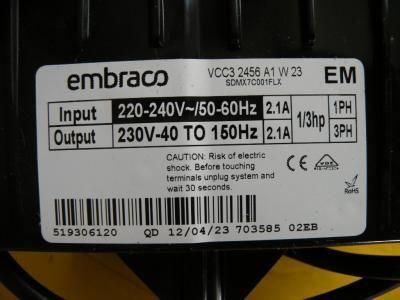 embraco VCC3 2456 A1 W 23 EM
SDMX7C001FLX
Input 220-240V~/50-60Hz 2.1A 1/3hp 1PH
Output 230V-40 TO 150Hz 2.1A 3PH
CAUTION: Risk of electric
shock. Before touching
terminals unplug system and
wait 30 seconds.
CE VDE
RoHS
519306120 QD 12/04/23 703585 02EB